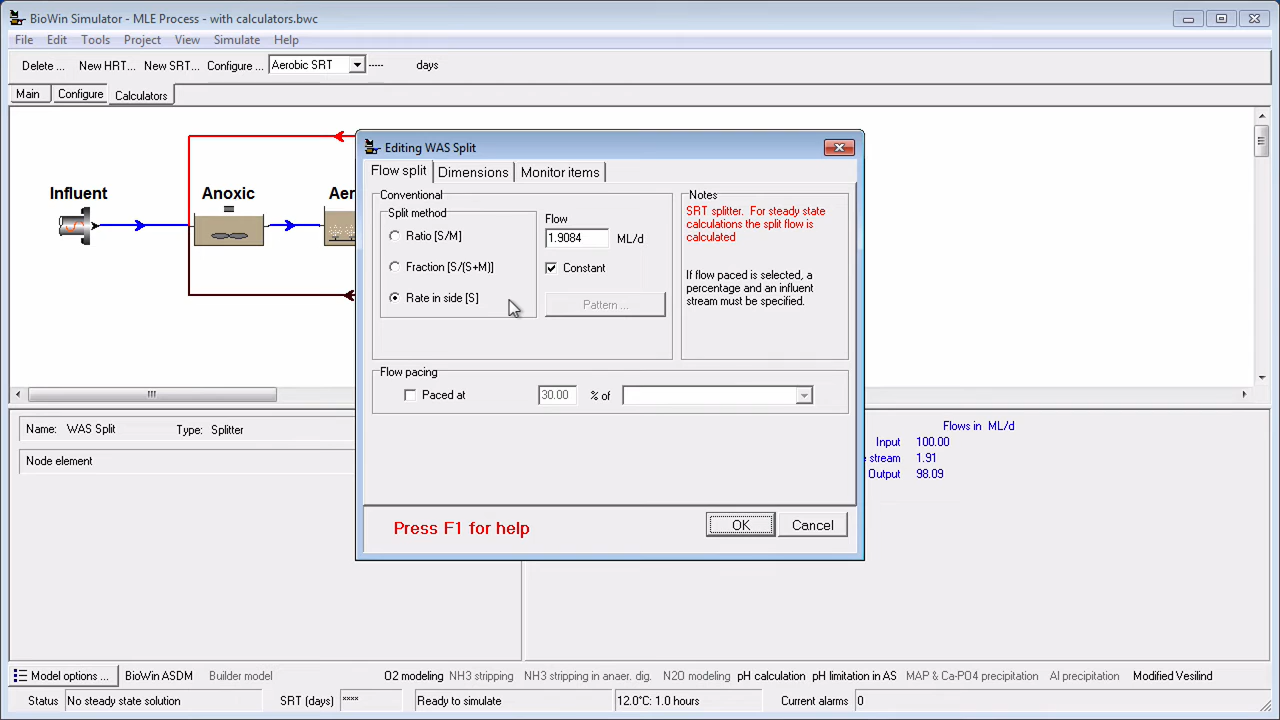 BioWin Simulator - MLE Process - with calculators.bwc
File Edit Tools Project View Simulate Help
Delete ... New HRT... New SRT... Configure ... Aerobic SRT ----- days
Main Configure Calculators
Influent
Anoxic
Editing WAS Split
Flow split Dimensions Monitor items
Conventional
Split method
Ratio [S/M]
Fraction [S/(S+M)]
Rate in side [S]
Flow
1.9084 ML/d
Constant
Pattern ...
Notes
SRT splitter. For steady state
calculations the split flow is
calculated
If flow paced is selected, a
percentage and an influent
stream must be specified.
Flow pacing
Paced at 30.00 % of
Press F1 for help
OK Cancel
Name: WAS Split Type: Splitter
Node element
Flows in ML/d
Input 100.00
stream 1.91
Output 98.09
Model options ... BioWin ASDM Builder model O2 modeling NH3 stripping NH3 stripping in anaer. dig. N2O modeling pH calculation pH limitation in AS MAP & Ca-PO4 precipitation Al precipitation Modified Vesilind
Status No steady state solution SRT (days) **** Ready to simulate 12.0°C: 1.0 hours Current alarms 0